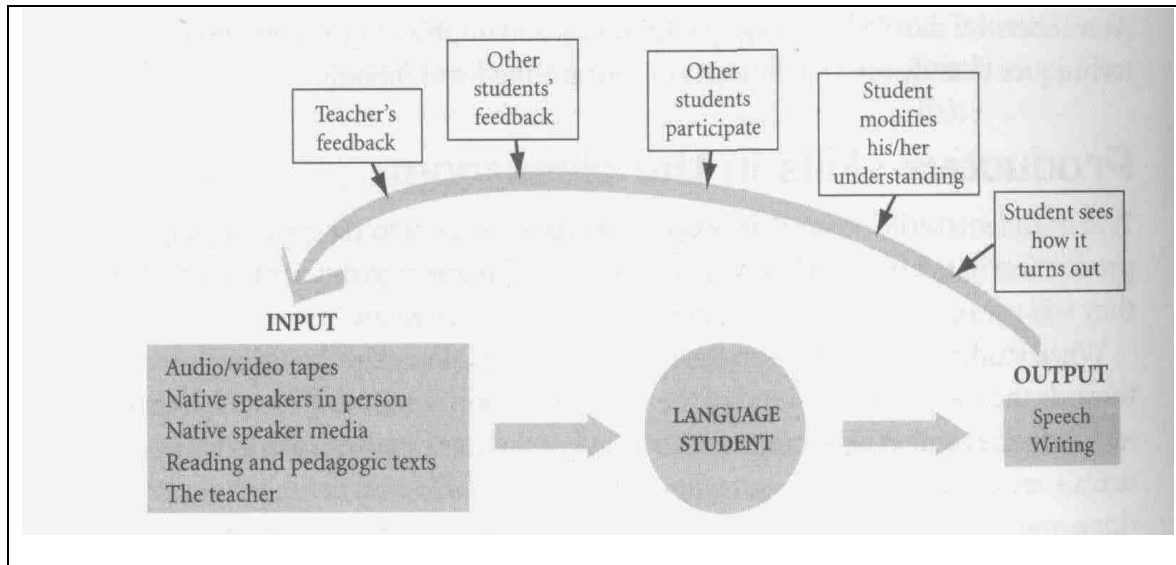 Teacher's
feedback
Other
students'
feedback
Other
students
participate
Student
modifies
his/her
understanding
Student sees
how it
turns out
INPUT
Audio/video tapes
Native speakers in person
Native speaker media
Reading and pedagogic texts
The teacher
LANGUAGE
STUDENT
OUTPUT
Speech
Writing